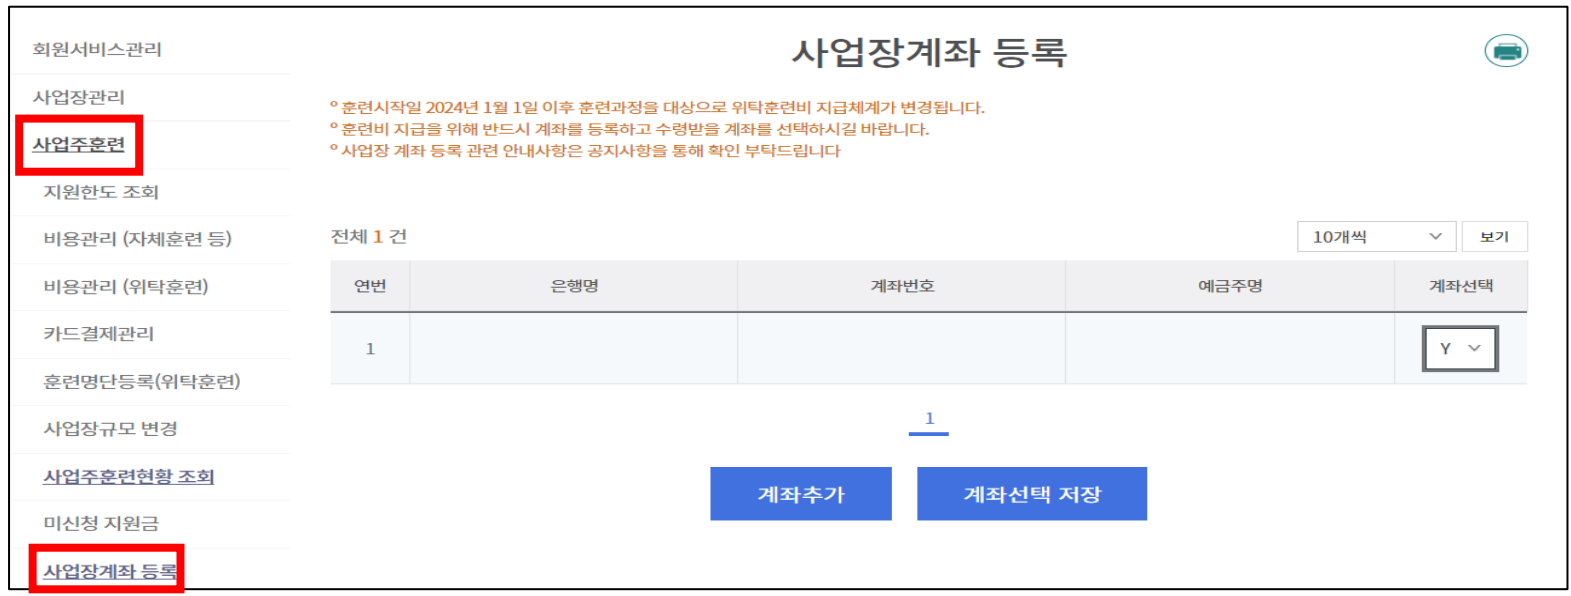 회원서비스관리
사업장관리
사업주훈련
지원한도 조회
비용관리 (자체훈련 등)
비용관리 (위탁훈련)
카드결제관리
훈련명단등록(위탁훈련)
사업장규모 변경
사업주훈련현황 조회
미신청 지원금
사업장계좌 등록
사업장계좌 등록
º 훈련시작일 2024년 1월 1일 이후 훈련과정을 대상으로 위탁훈련비 지급체계가 변경됩니다.
º 훈련비 지급을 위해 반드시 계좌를 등록하고 수령받을 계좌를 선택하시길 바랍니다.
º 사업장 계좌 등록 관련 안내사항은 공지사항을 통해 확인 부탁드립니다
전체 1 건
10개씩 보기
연번 은행명 계좌번호 예금주명 계좌선택
1 Y
1
계좌추가 계좌선택 저장